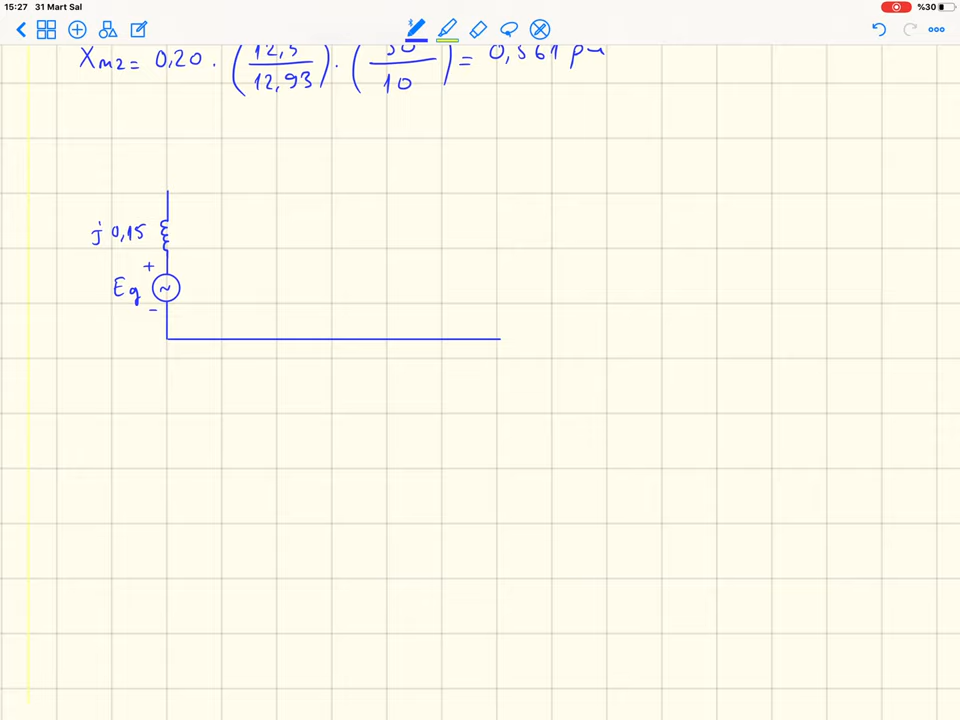 15:27 31 Mart Sal %30
Xm2 = 0,20 . (12,5 / 12,93) . (30 / 10) = 0,561 pu
j 0,15
+
Eg ~
-